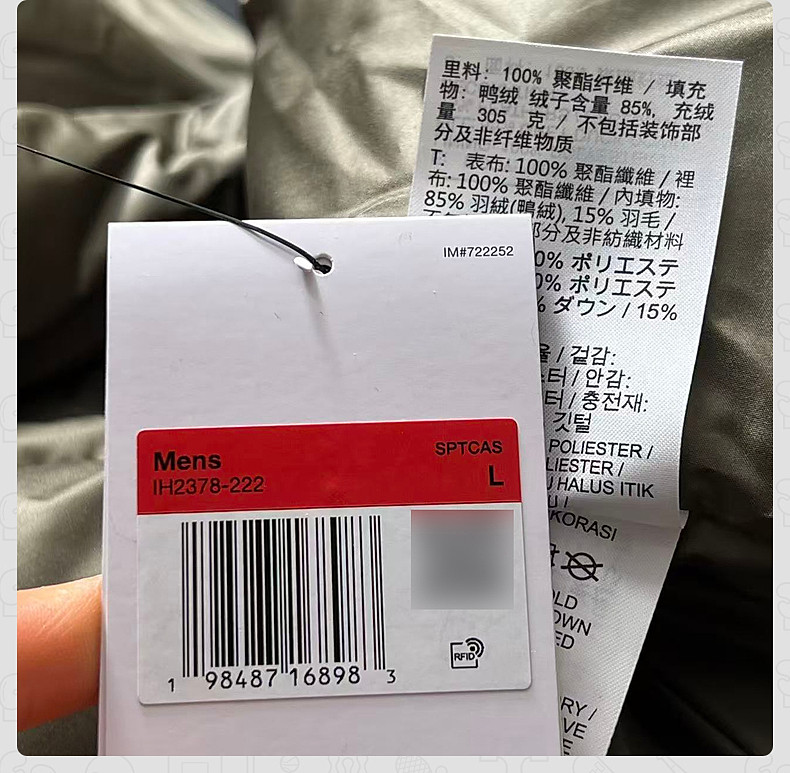 里料: 100% 聚酯纤维 / 填充
物: 鸭绒 绒子含量 85%, 充绒
量 305 克 / 不包括装饰部
分及非纤维物质
T: 表布: 100% 聚酯纖維 / 裡
布: 100% 聚酯纖維 / 內填物:
85% 羽絨(鴨絨), 15% 羽毛 /
部分及非紡織材料
0% ポリエステ
0% ポリエステ
% ダウン / 15%
율 / 겉감:
터 / 안감:
터 / 충전재:
깃털
POLIESTER /
LIESTER /
HALUS ITIK
KORASI
OLD
OWN
ED
RY /
VE
E
IM#722252
Mens
SPTCAS
IH2378-222
L
RFID
1 98487 16898 3